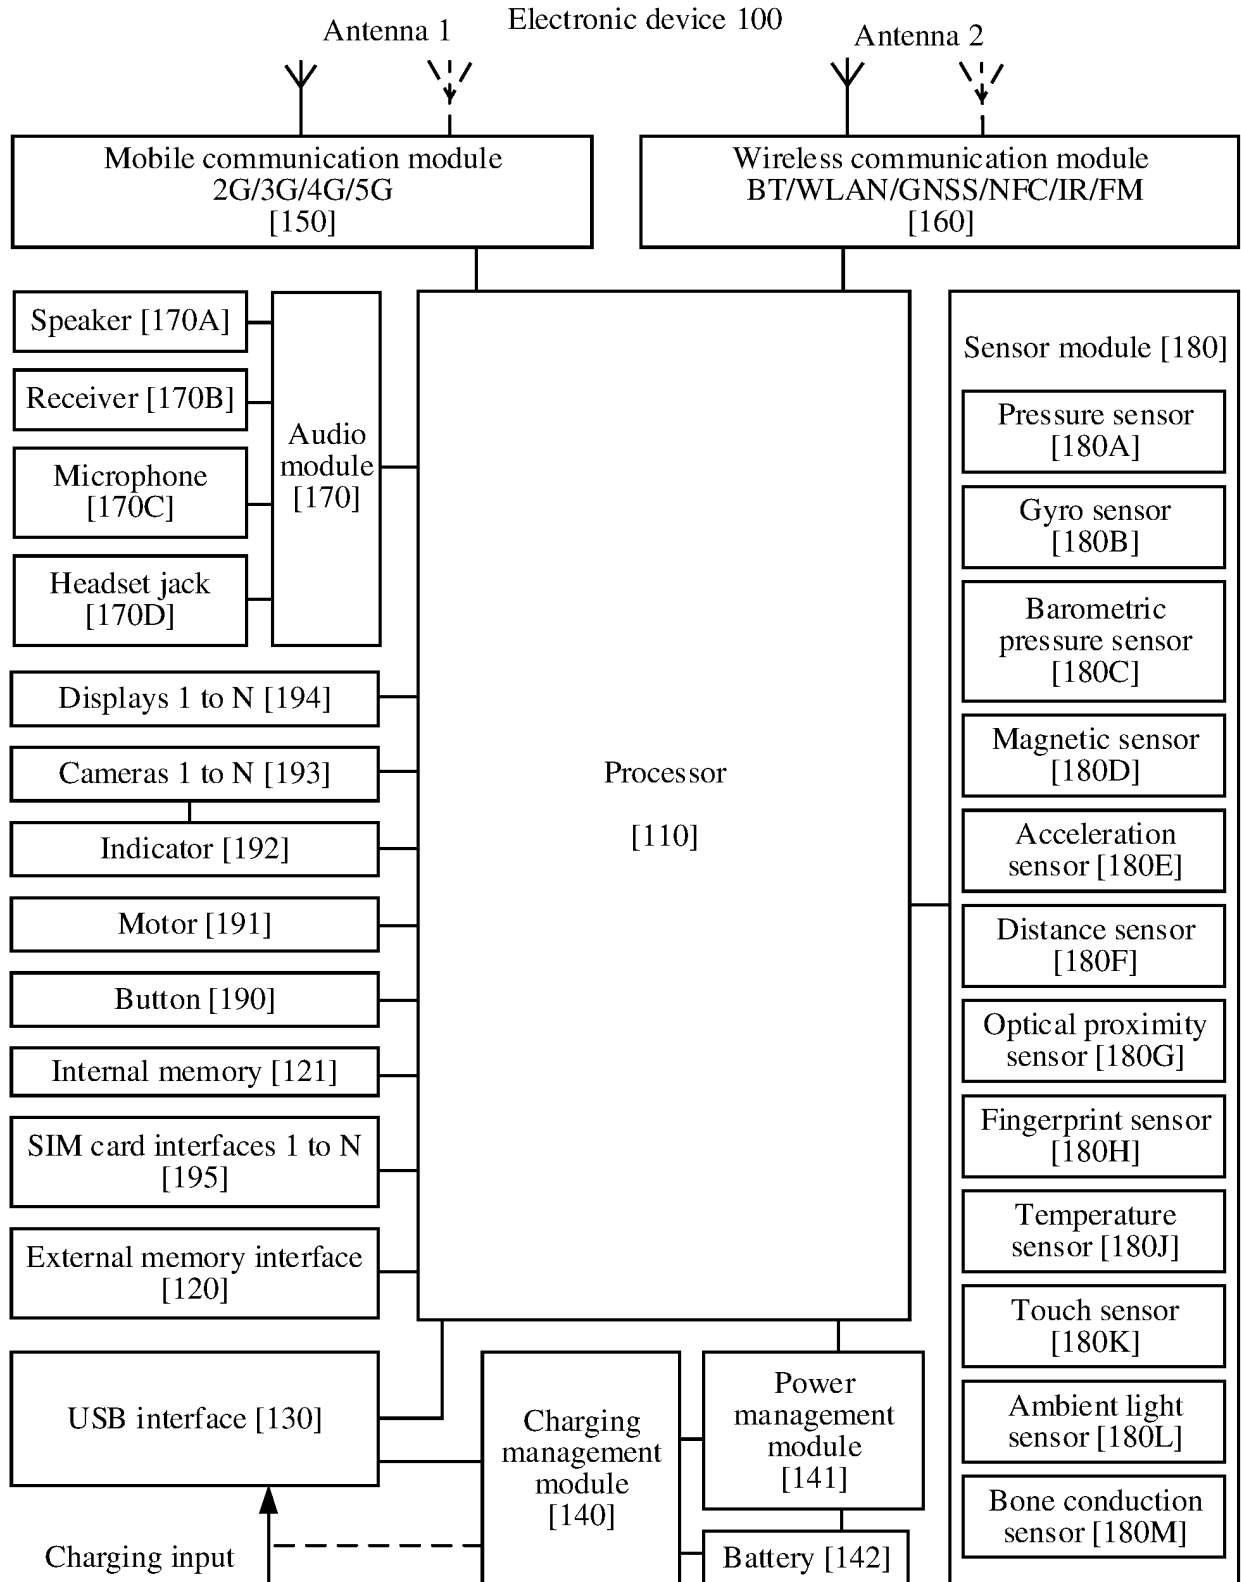 Electronic device 100
Antenna 1
Antenna 2
Mobile communication module
2G/3G/4G/5G
[150]
Wireless communication module
BT/WLAN/GNSS/NFC/IR/FM
[160]
Speaker [170A]
Receiver [170B]
Microphone
[170C]
Headset jack
[170D]
Audio
module
[170]
Displays 1 to N [194]
Cameras 1 to N [193]
Indicator [192]
Motor [191]
Button [190]
Internal memory [121]
SIM card interfaces 1 to N
[195]
External memory interface
[120]
USB interface [130]
Charging input
Processor
[110]
Charging
management
module
[140]
Power
management
module
[141]
Battery [142]
Sensor module [180]
Pressure sensor
[180A]
Gyro sensor
[180B]
Barometric
pressure sensor
[180C]
Magnetic sensor
[180D]
Acceleration
sensor [180E]
Distance sensor
[180F]
Optical proximity
sensor [180G]
Fingerprint sensor
[180H]
Temperature
sensor [180J]
Touch sensor
[180K]
Ambient light
sensor [180L]
Bone conduction
sensor [180M]